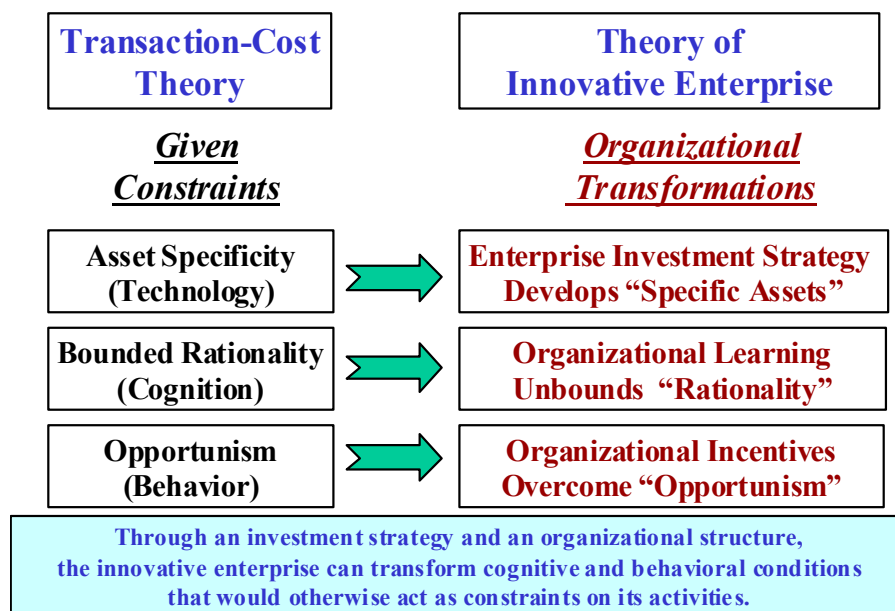 Transaction-Cost
Theory
Theory of
Innovative Enterprise
Given
Constraints
Organizational
Transformations
Asset Specificity
(Technology)
Enterprise Investment Strategy
Develops “Specific Assets”
Bounded Rationality
(Cognition)
Organizational Learning
Unbounds “Rationality”
Opportunism
(Behavior)
Organizational Incentives
Overcome “Opportunism”
Through an investment strategy and an organizational structure,
the innovative enterprise can transform cognitive and behavioral conditions
that would otherwise act as constraints on its activities.